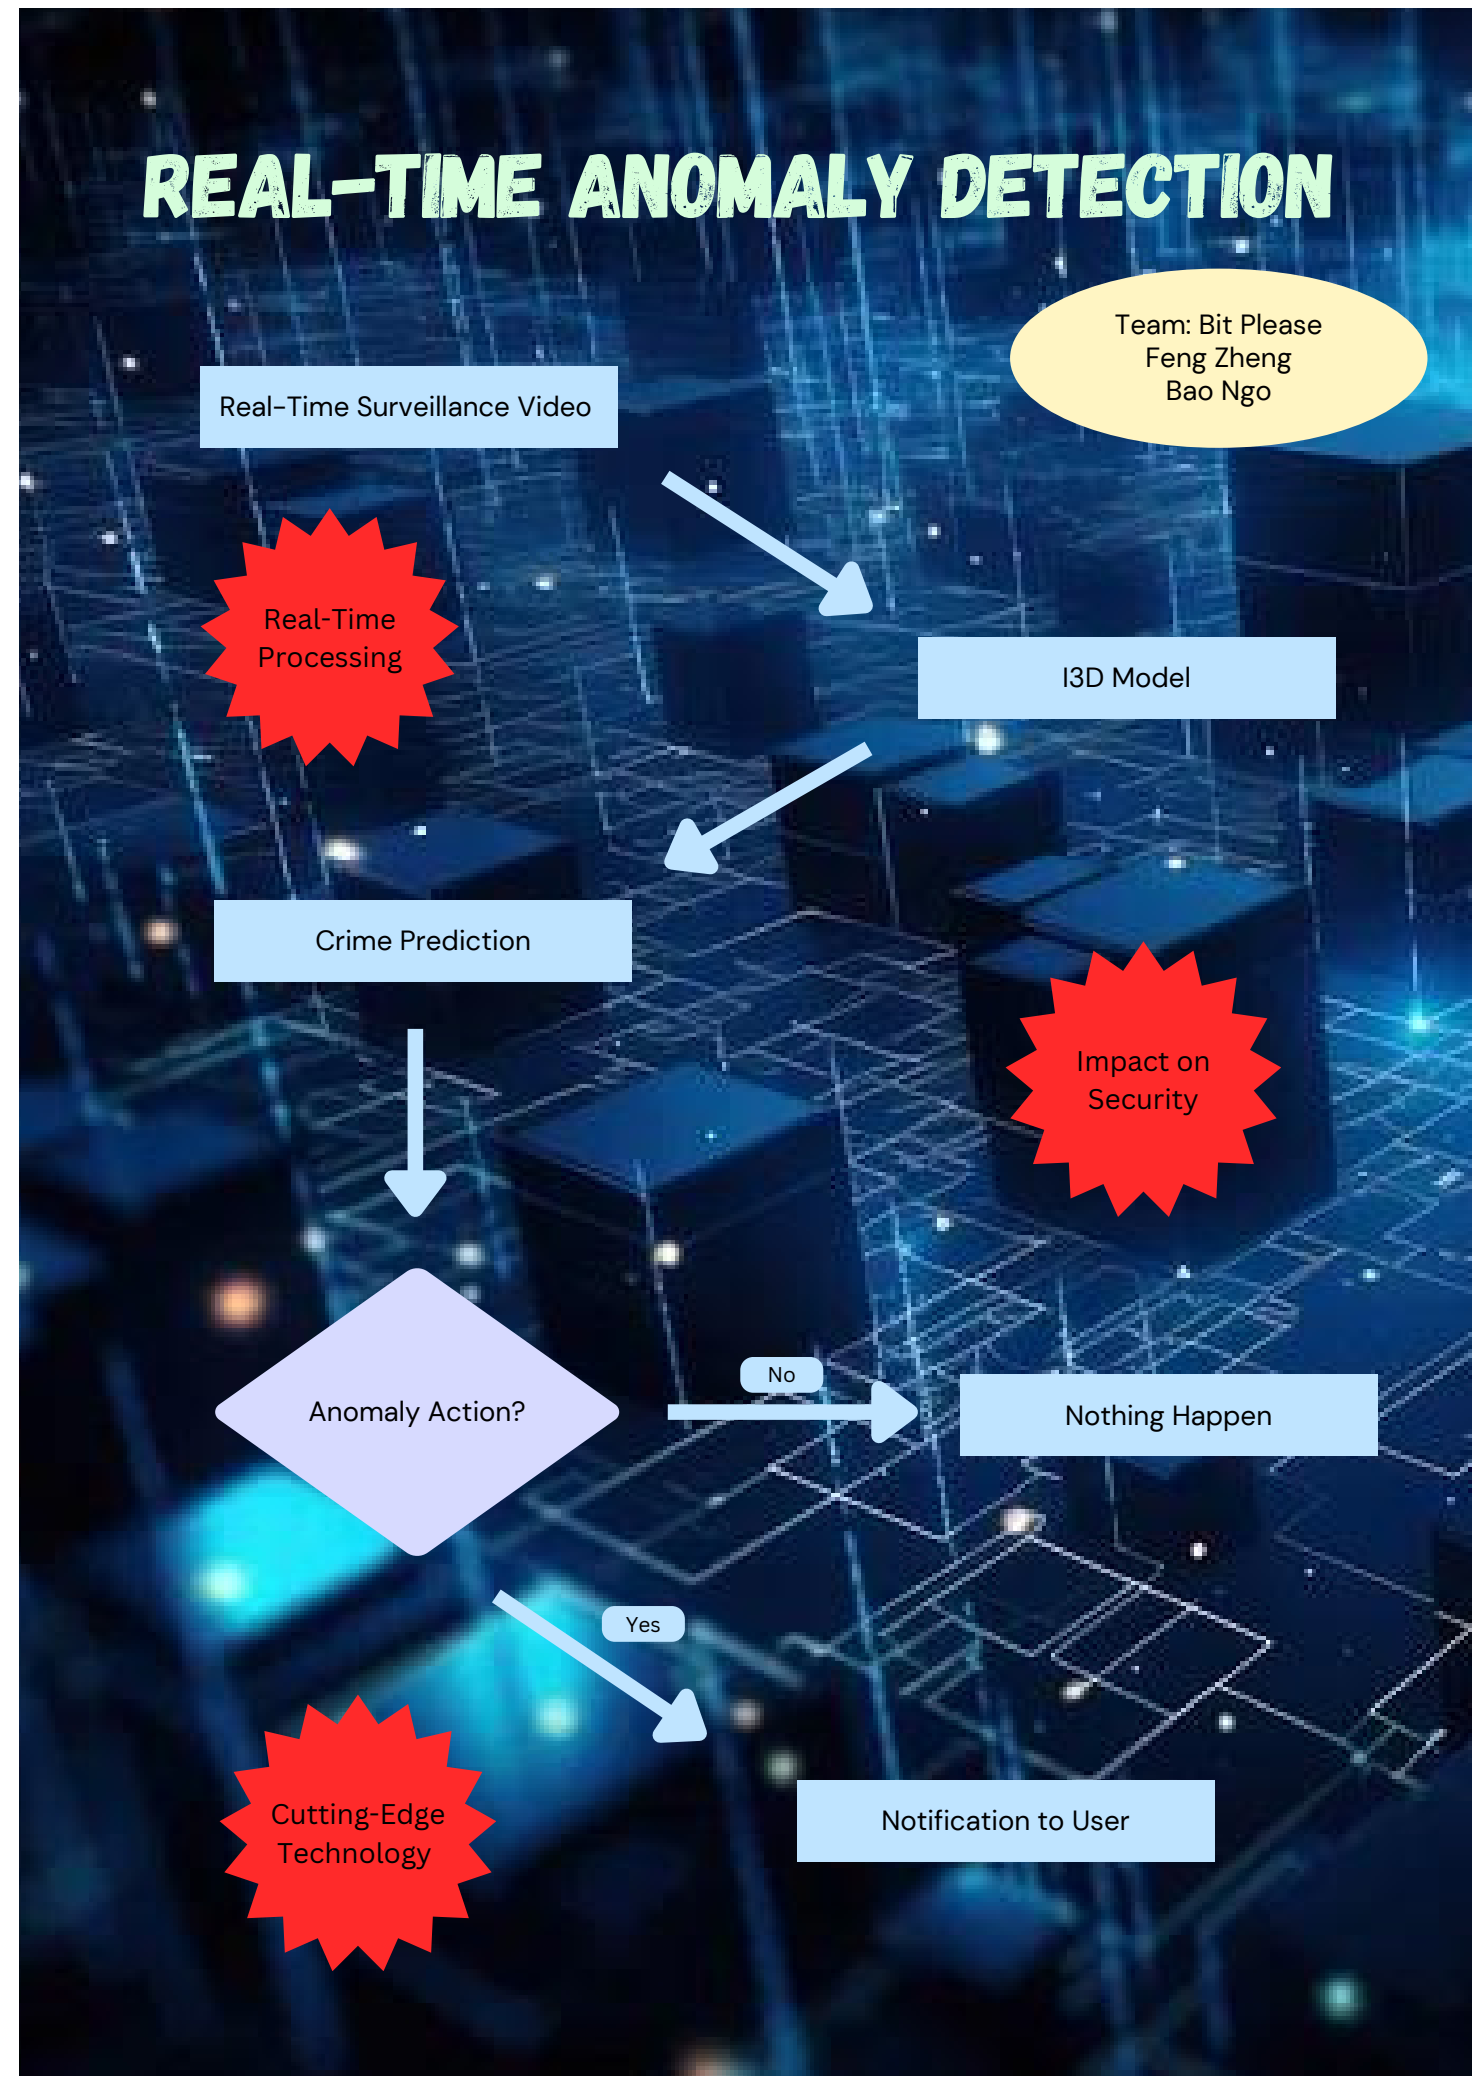 REAL-TIME ANOMALY DETECTION
Team: Bit Please
Feng Zheng
Bao Ngo
Real-Time Surveillance Video
Real-Time
Processing
I3D Model
Crime Prediction
Impact on
Security
Anomaly Action?
No
Nothing Happen
Yes
Cutting-Edge
Technology
Notification to User